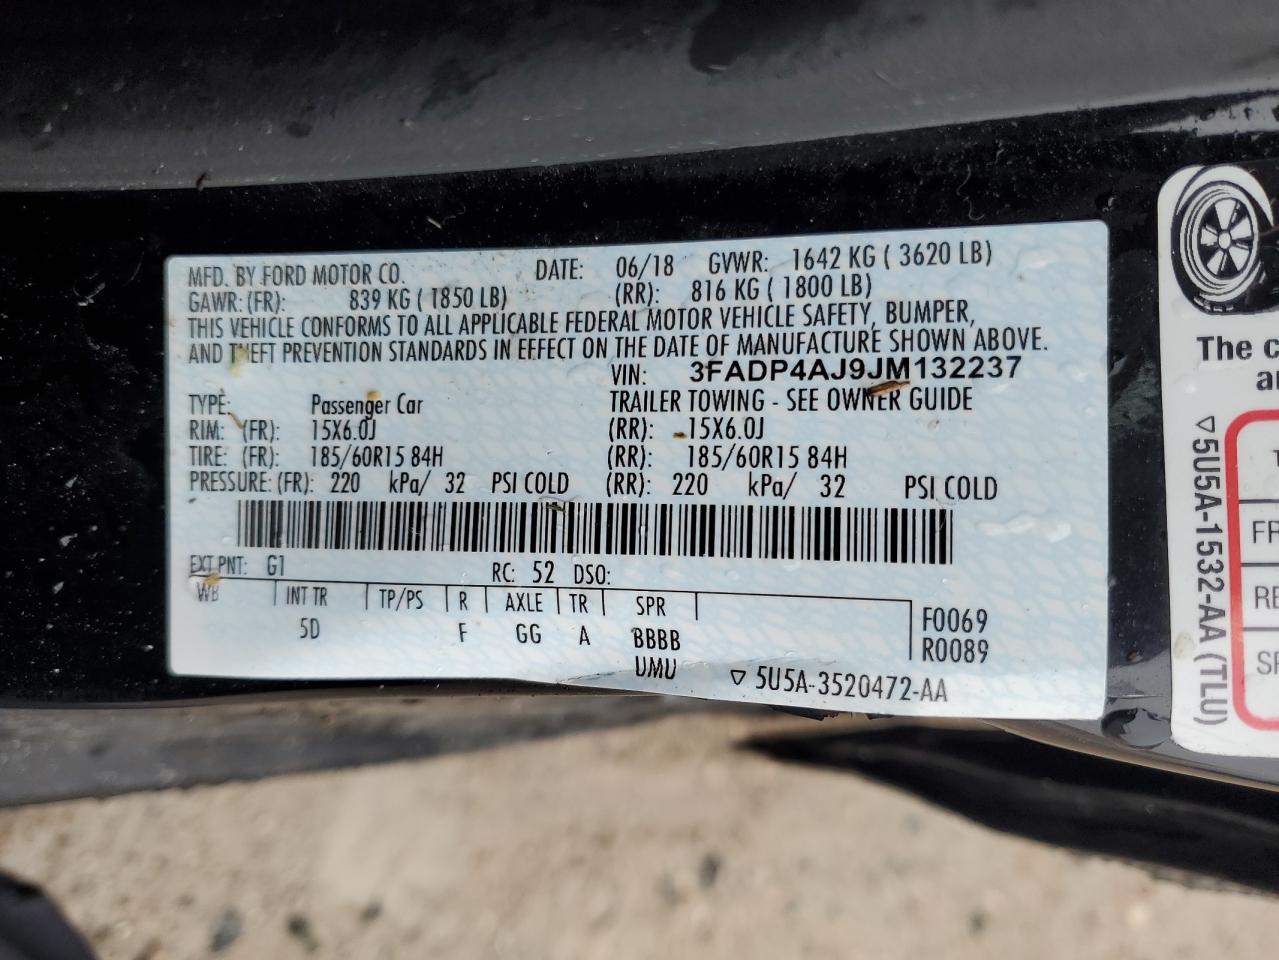 MFD. BY FORD MOTOR CO. DATE: 06/18 GVWR: 1642 KG ( 3620 LB)
GAWR: (FR): 839 KG ( 1850 LB) (RR): 816 KG ( 1800 LB)
THIS VEHICLE CONFORMS TO ALL APPLICABLE FEDERAL MOTOR VEHICLE SAFETY, BUMPER,
AND THEFT PREVENTION STANDARDS IN EFFECT ON THE DATE OF MANUFACTURE SHOWN ABOVE.
VIN: 3FADP4AJ9JM132237
TYPE: Passenger Car TRAILER TOWING - SEE OWNER GUIDE
RIM: (FR): 15X6.0J (RR): 15X6.0J
TIRE: (FR): 185/60R15 84H (RR): 185/60R15 84H
PRESSURE: (FR): 220 kPa/ 32 PSI COLD (RR): 220 kPa/ 32 PSI COLD
EXT PNT: G1 RC: 52 DSO:
WB INT TR TP/PS R AXLE TR SPR F0069
5D F GG A BBBB R0089
UMU ▽ 5U5A-3520472-AA
The c
a
▽5U5A-1532-AA (TLU)
T
FR
RE
SP